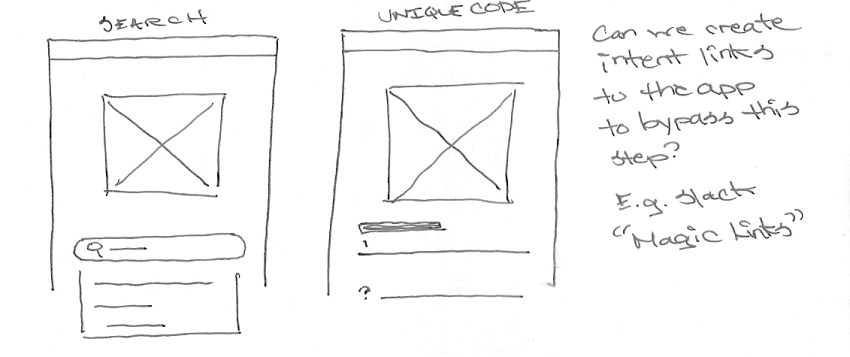 SEARCH
UNIQUE CODE
Can we create
intent links
to the app
to bypass this
step?
E.g. Slack
"Magic Links"
?